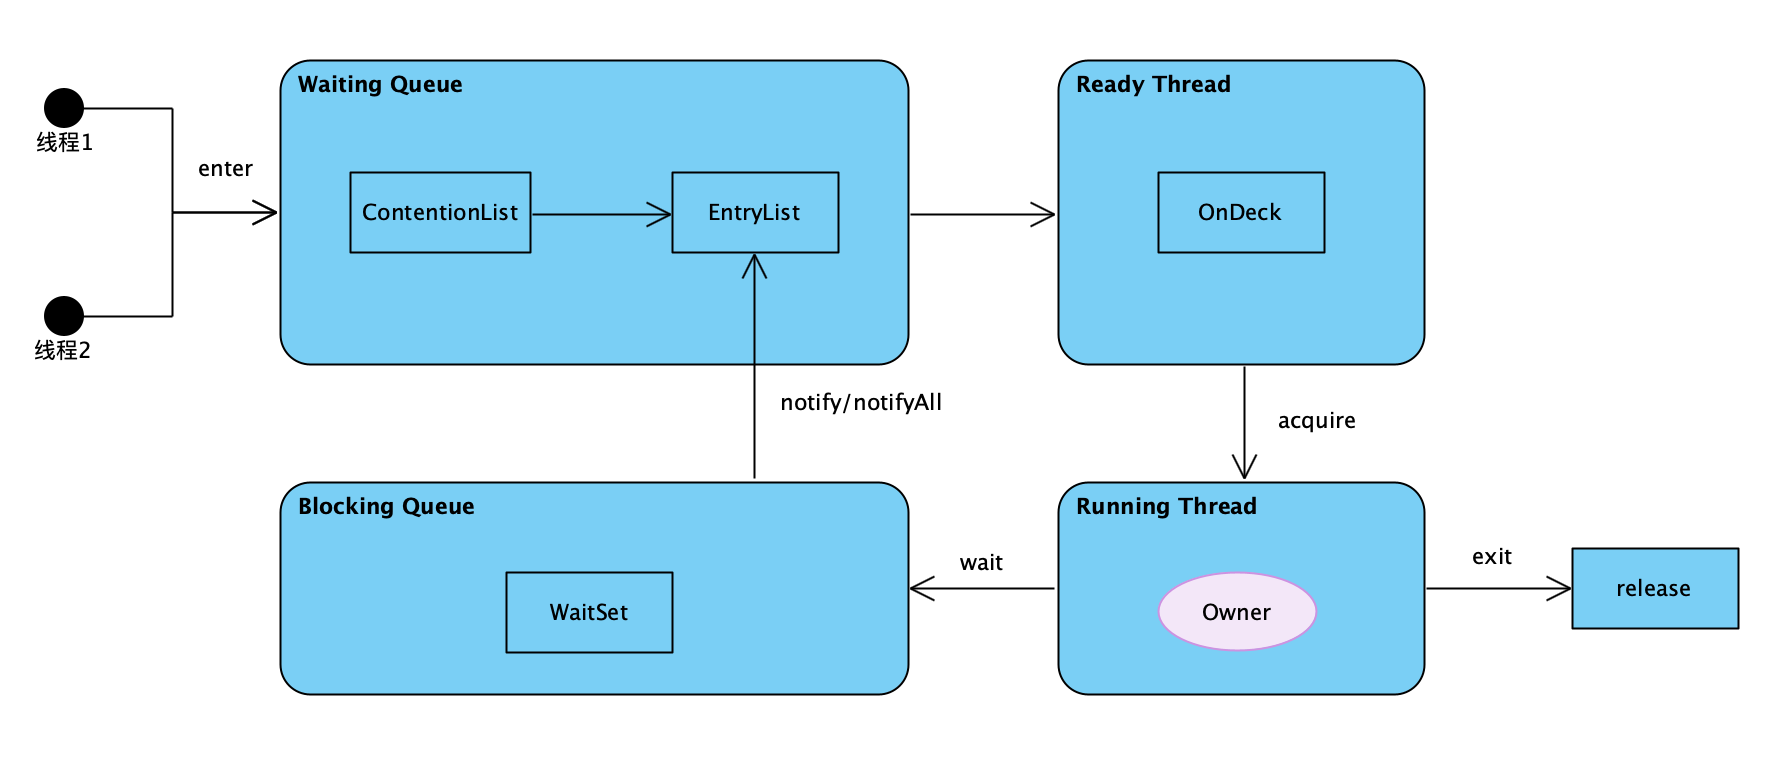 Waiting Queue
Ready Thread
线程1
enter
ContentionList
EntryList
OnDeck
线程2
notify/notifyAll
acquire
Blocking Queue
Running Thread
wait
exit
WaitSet
Owner
release